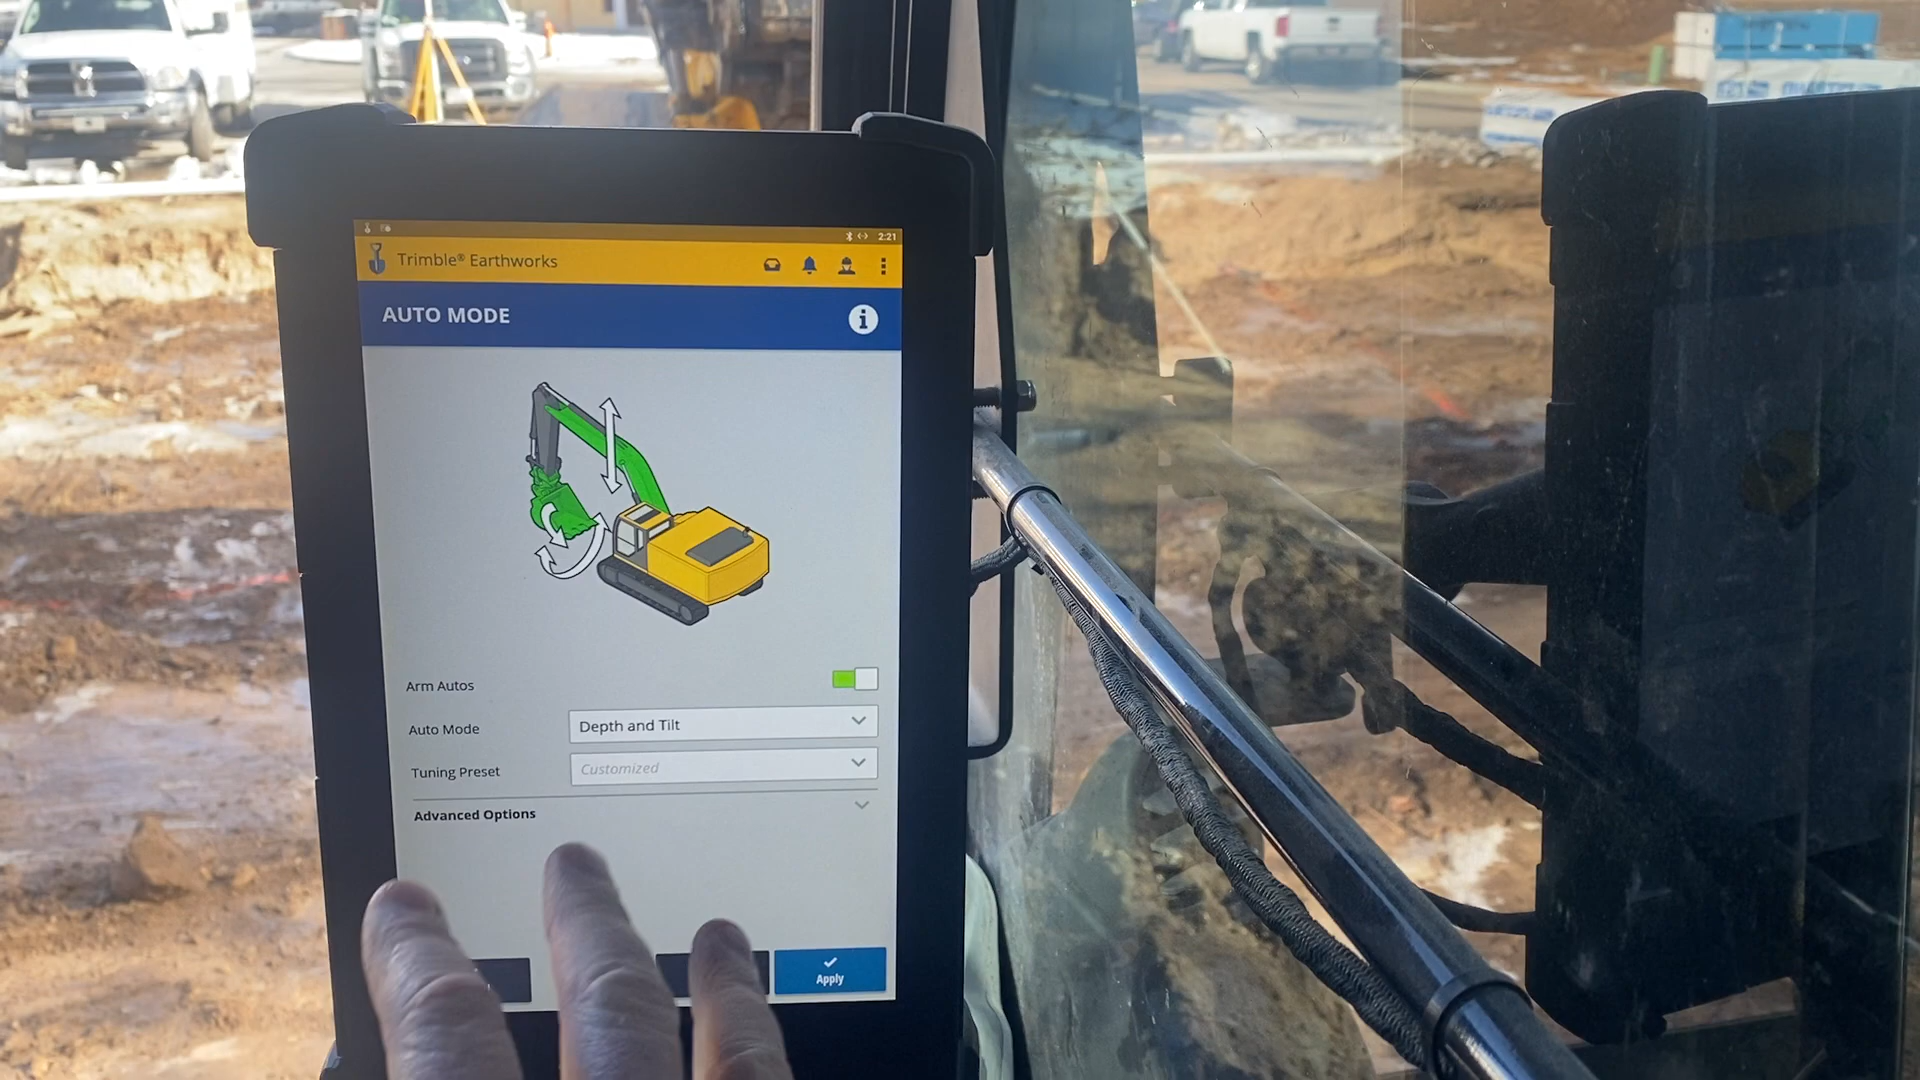 2:21
Trimble® Earthworks
AUTO MODE
Arm Autos
Auto Mode
Depth and Tilt
Tuning Preset
Customized
Advanced Options
Apply